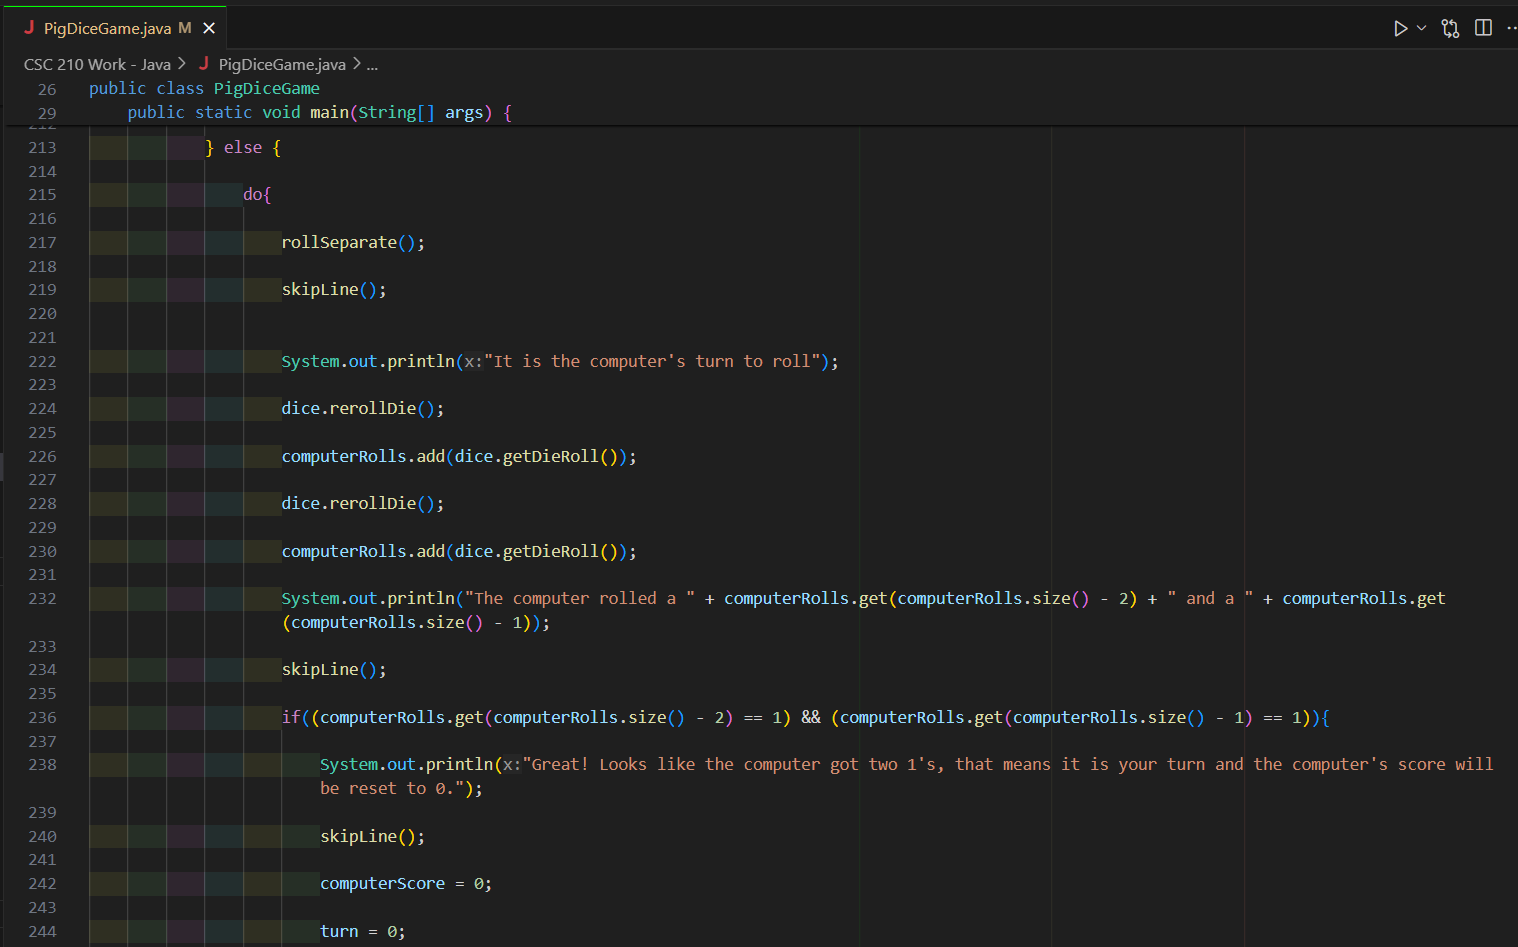 J PigDiceGame.java M ×
CSC 210 Work - Java > J PigDiceGame.java > ...
26 public class PigDiceGame
29 public static void main(String[] args) {
212
213 } else {
214
215 do{
216
217 rollSeparate();
218
219 skipLine();
220
221
222 System.out.println(x:"It is the computer's turn to roll");
223
224 dice.rerollDie();
225
226 computerRolls.add(dice.getDieRoll());
227
228 dice.rerollDie();
229
230 computerRolls.add(dice.getDieRoll());
231
232 System.out.println("The computer rolled a " + computerRolls.get(computerRolls.size() - 2) + " and a " + computerRolls.get
(computerRolls.size() - 1));
233
234 skipLine();
235
236 if((computerRolls.get(computerRolls.size() - 2) == 1) && (computerRolls.get(computerRolls.size() - 1) == 1)){
237
238 System.out.println(x:"Great! Looks like the computer got two 1's, that means it is your turn and the computer's score will
be reset to 0.");
239
240 skipLine();
241
242 computerScore = 0;
243
244 turn = 0;